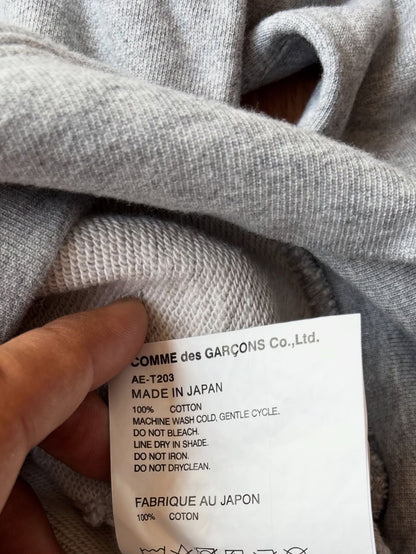 COMME des GARÇONS Co.,Ltd.
AE-T203
MADE IN JAPAN
100% COTTON
MACHINE WASH COLD, GENTLE CYCLE.
DO NOT BLEACH.
LINE DRY IN SHADE.
DO NOT IRON.
DO NOT DRYCLEAN.
FABRIQUE AU JAPON
100% COTON